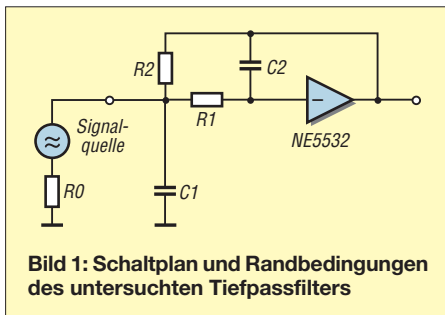 R2
C2
R1
Signal-
quelle
NE5532
R0
C1
Bild 1: Schaltplan und Randbedingungen
des untersuchten Tiefpassfilters